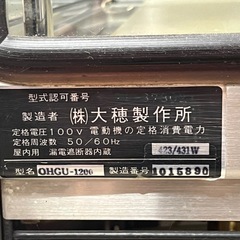 型式認可番号
製造者 ㈱大穂製作所
定格電圧100V 電動機の定格消費電力
定格周波数 50/60Hz
屋内用 漏電遮断器内蔵 423/431W
型名 OHGU-1200 製造番号 1015890